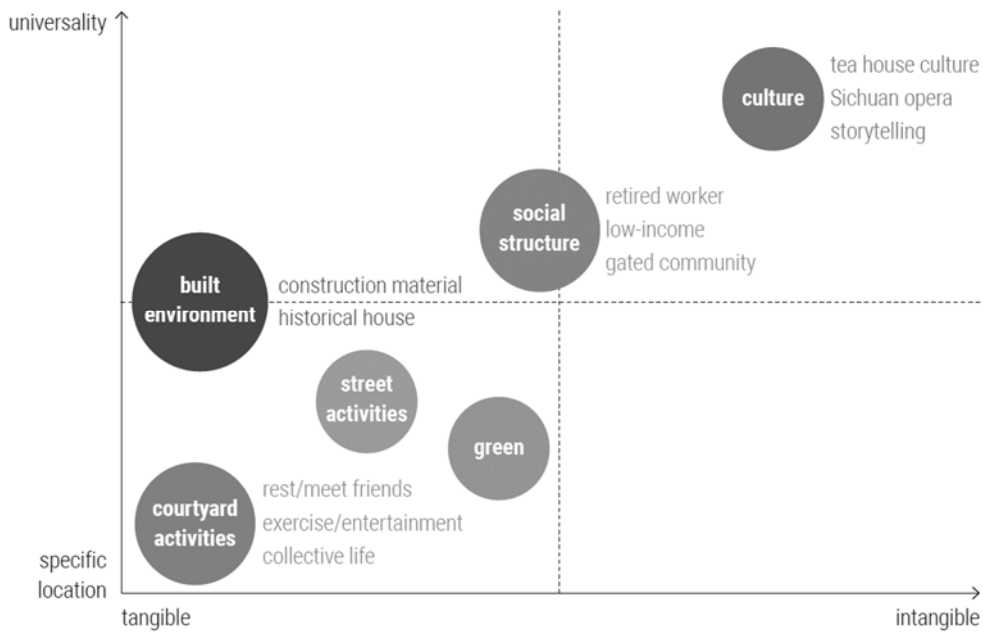 universality
culture
tea house culture
Sichuan opera
storytelling
social
structure
retired worker
low-income
gated community
built
environment
construction material
historical house
street
activities
green
courtyard
activities
rest/meet friends
exercise/entertainment
collective life
specific
location
tangible
intangible